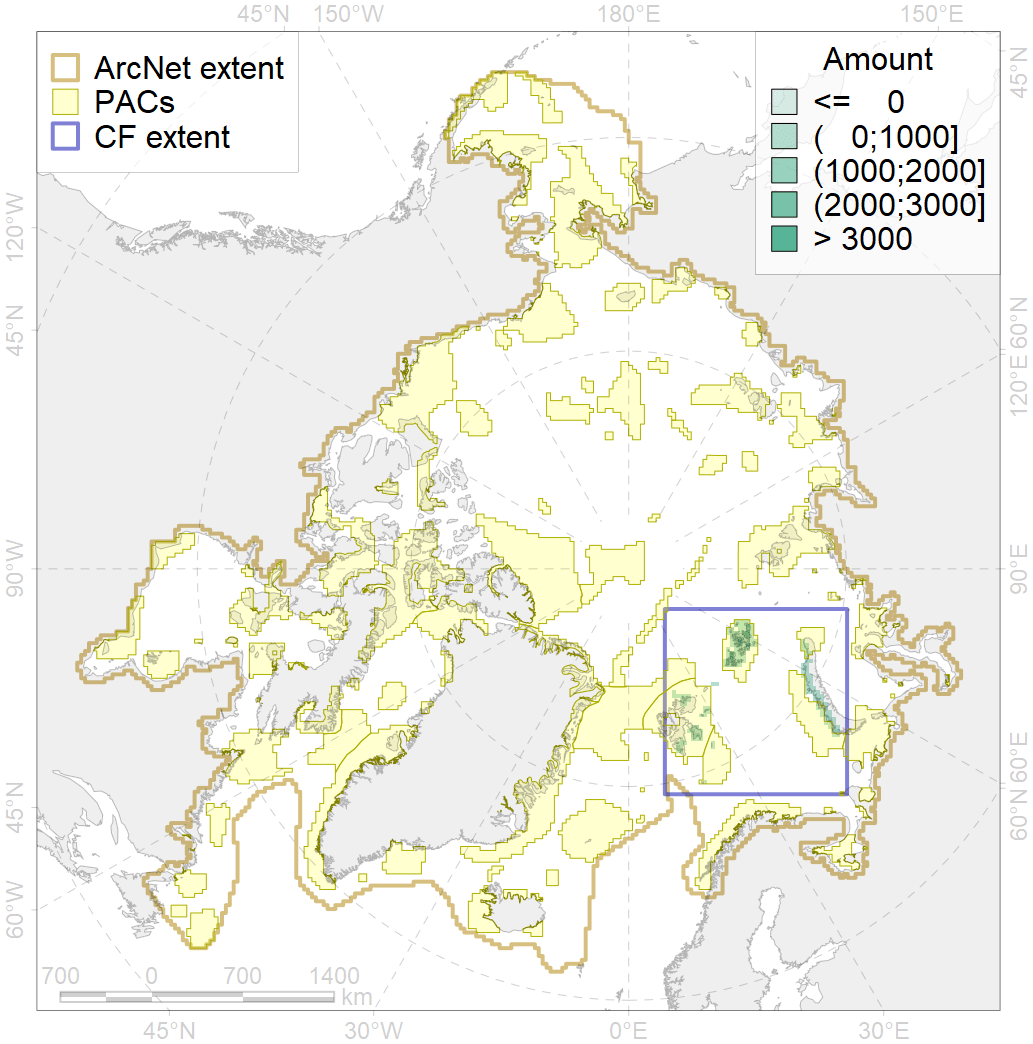 45°N 150°W 180°E 150°E
ArcNet extent
PACs
CF extent
Amount
<= 0
( 0;1000]
(1000;2000]
(2000;3000]
> 3000
45°N
120°W
60°N
45°N
120°E
90°W
90°E
60°E
45°N
60°N
60°W
700 0 700 1400
km
45°W 30°W 0°E 30°E